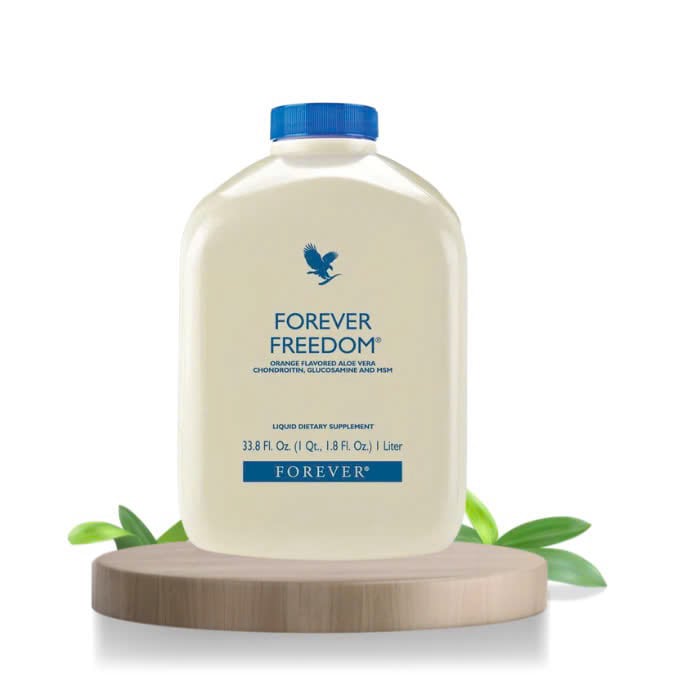 FOREVER
FREEDOM®
ORANGE FLAVORED ALOE VERA
CHONDROITIN, GLUCOSAMINE AND MSM
LIQUID DIETARY SUPPLEMENT
33.8 Fl. Oz. (1 Qt., 1.8 Fl. Oz.) 1 Liter
FOREVER®